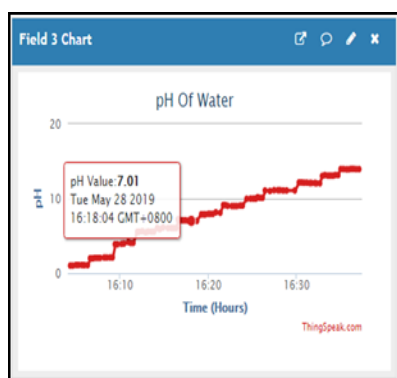 Field 3 Chart
pH Of Water
20
pH Value:7.01
Tue May 28 2019
16:18:04 GMT+0800
pH
10
0
16:10
16:20
16:30
Time (Hours)
ThingSpeak.com